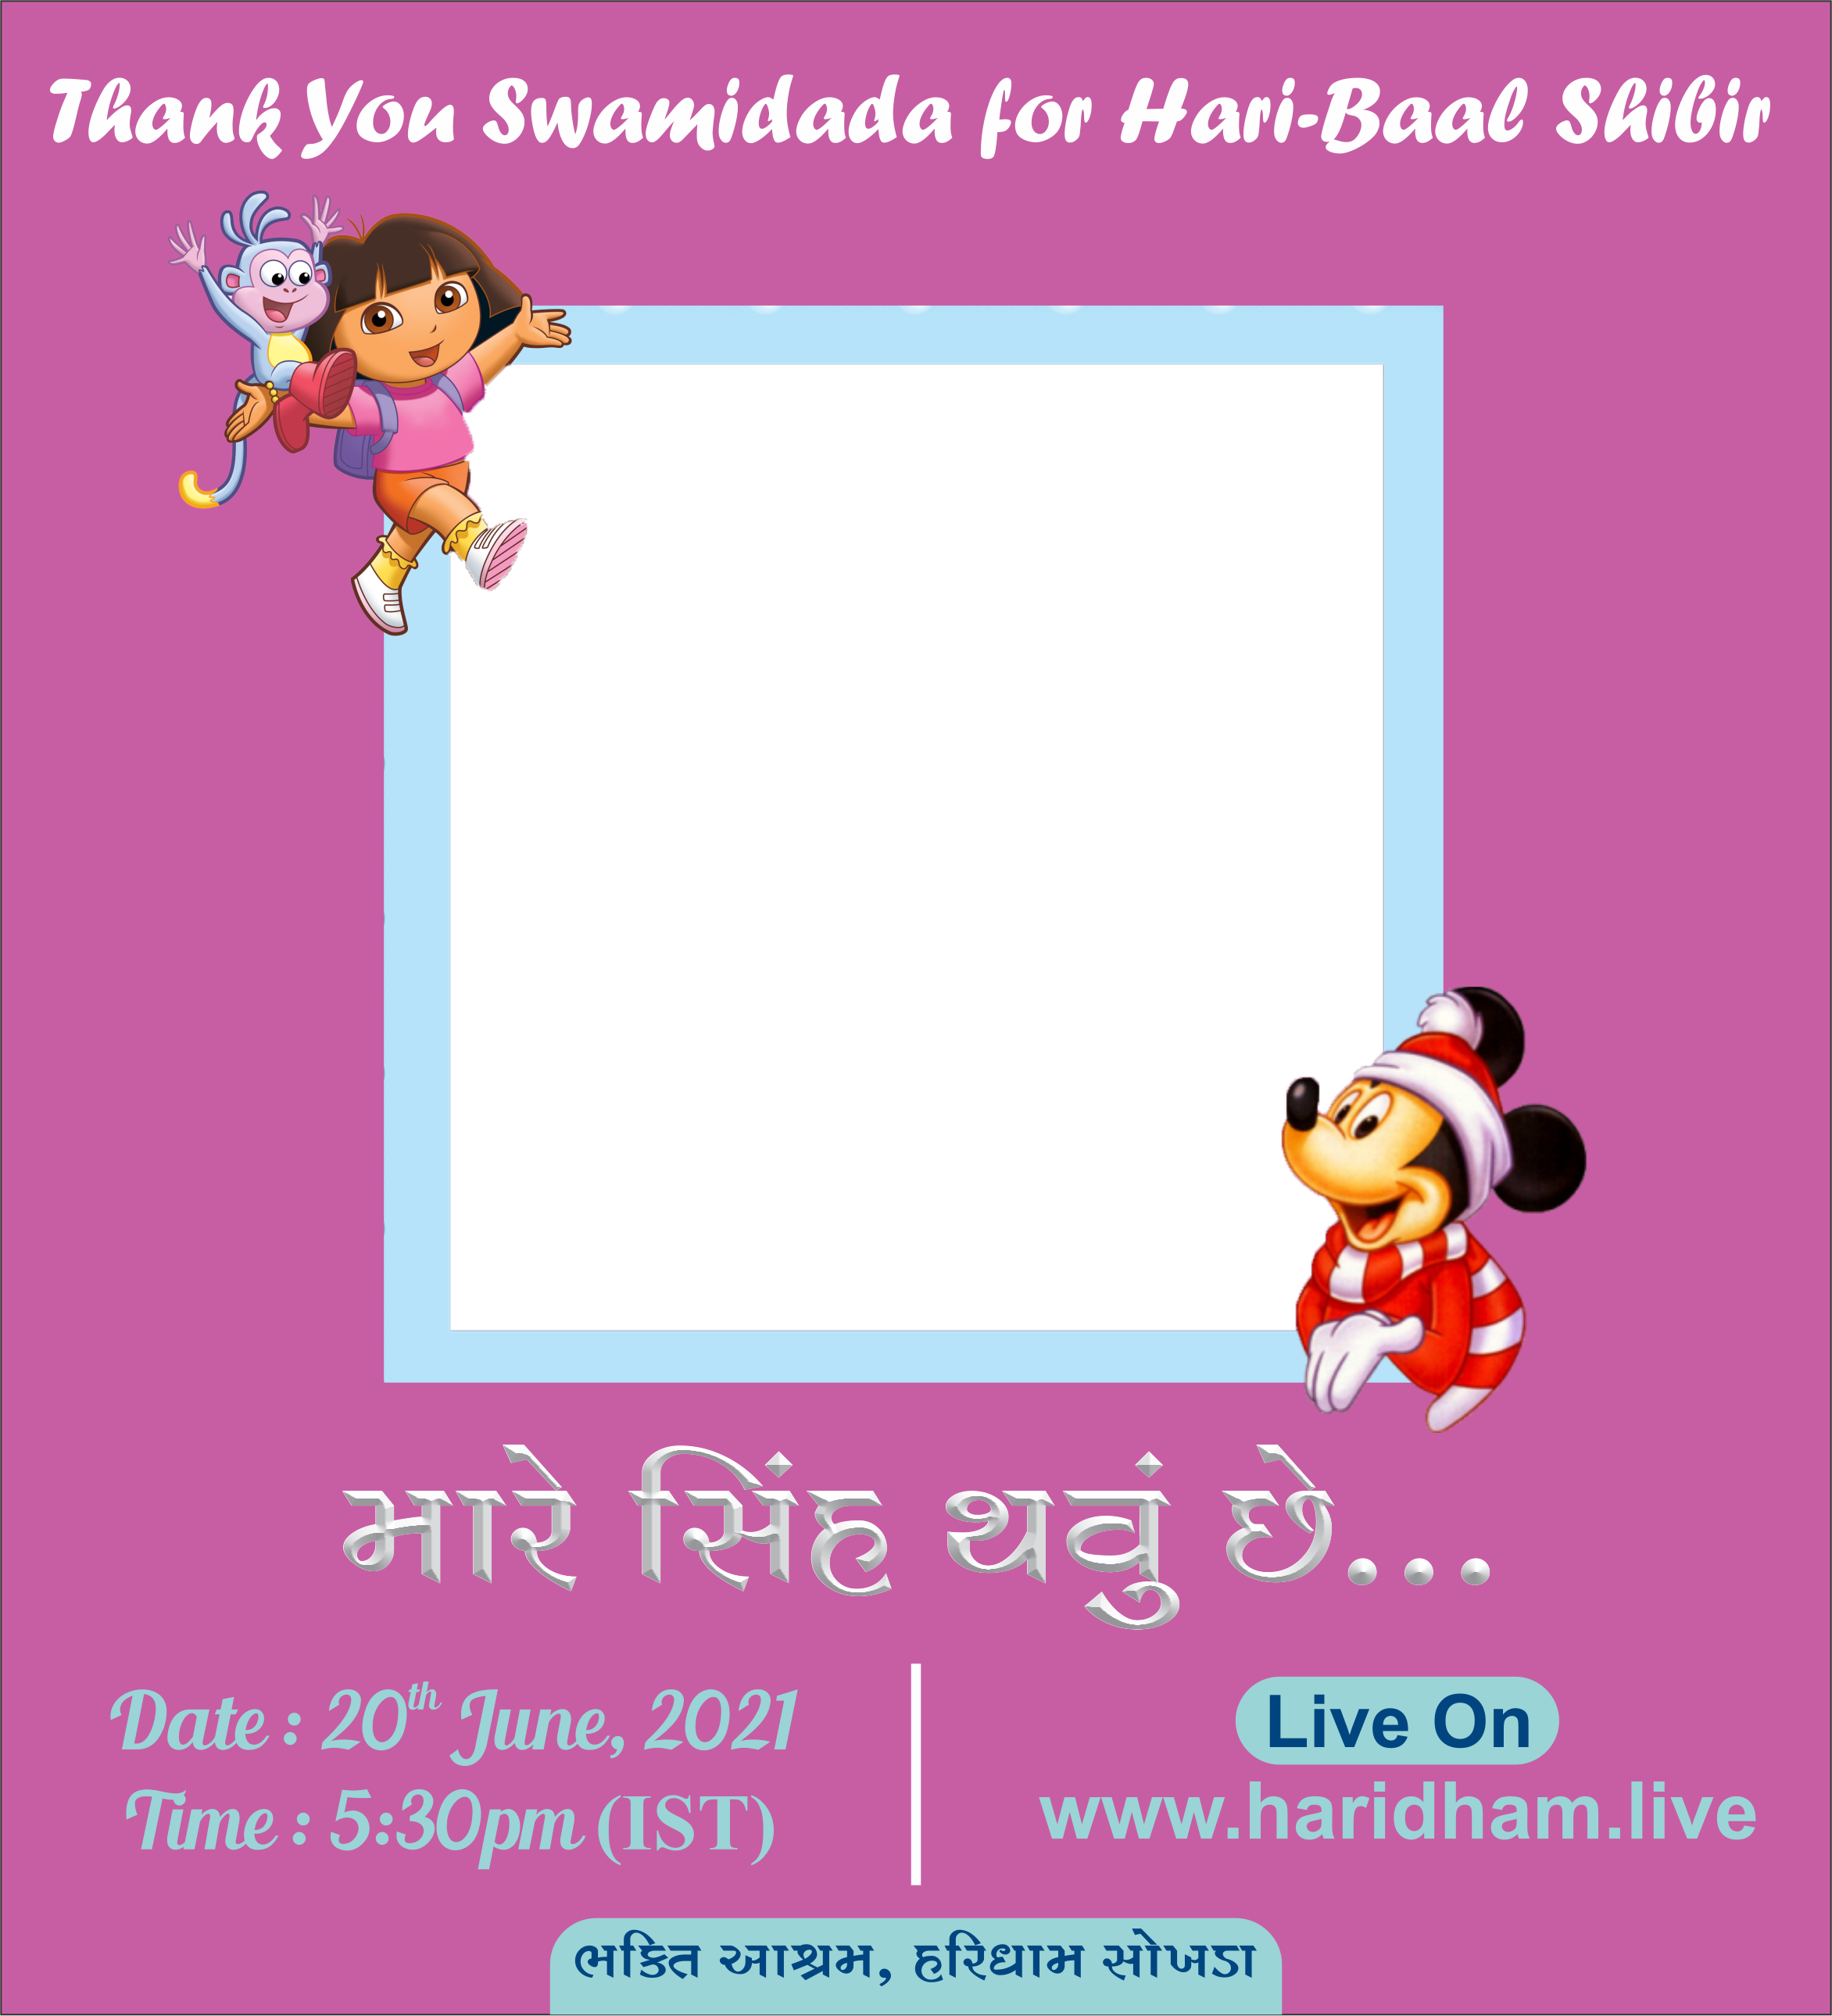 Thank You Swamidada for Hari-Baal Shibir
मारे सिंह थवुं छे...
Date : 20th June, 2021
Time : 5:30pm (IST)
Live On
www.haridham.live
ભક્તિ આશ્રમ, હરિધામ સોખડા